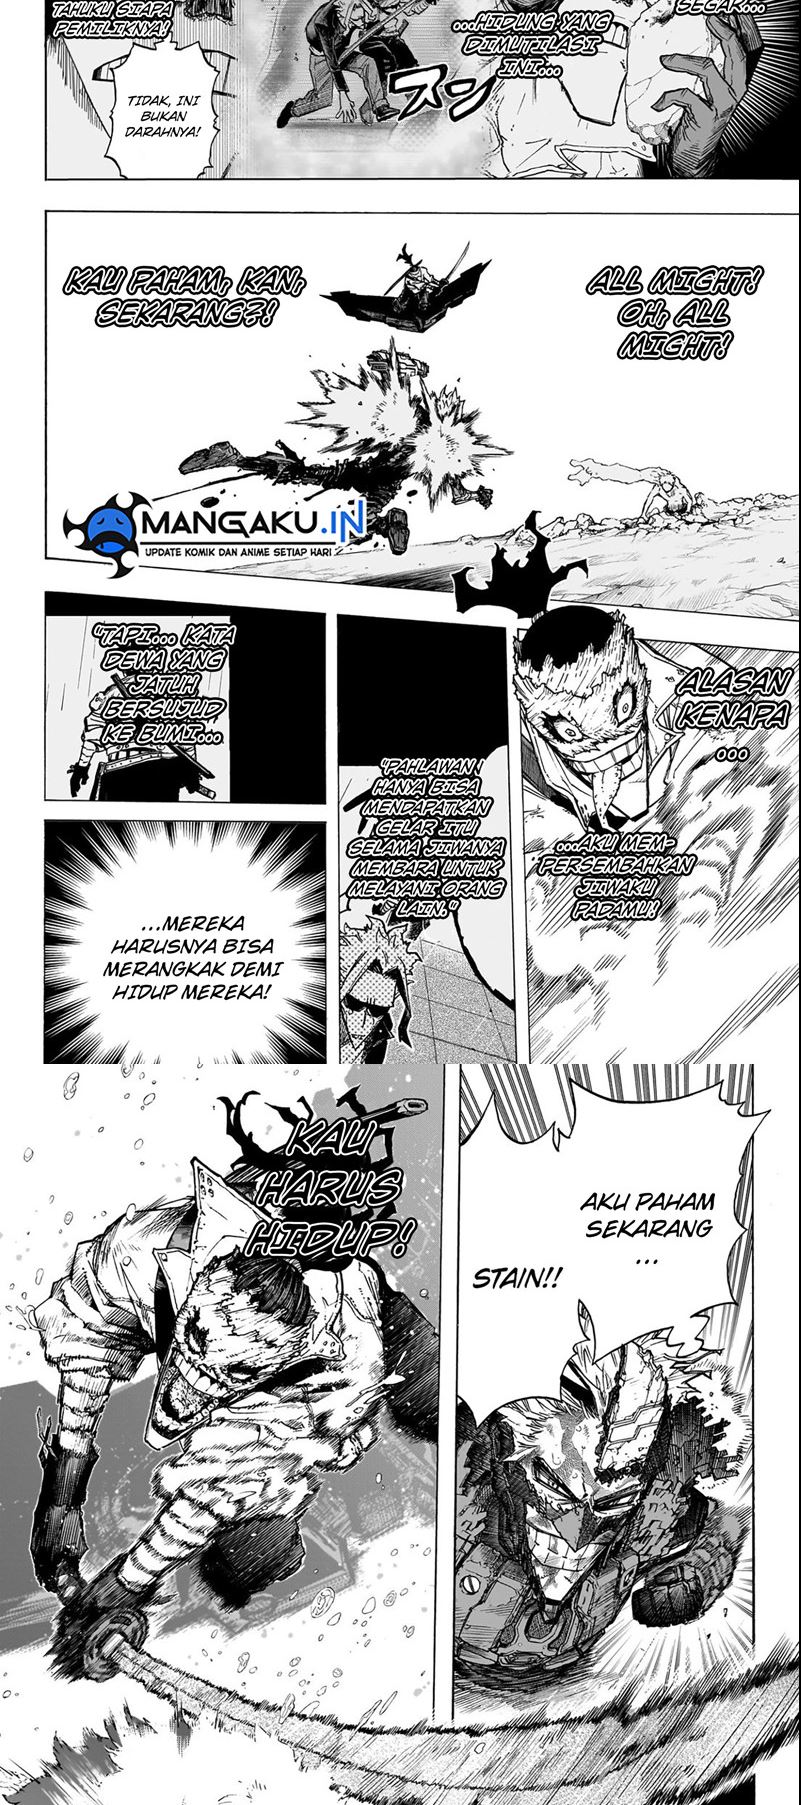 SEGAR...
...HIDUNG YANG
DIMUTILASI
INI...
TAHUKU SIAPA
PEMILIKNYA!
TIDAK, INI
BUKAN
DARAHNYA!
スン
ALL MIGHT!
OH, ALL
MIGHT!
KAU PAHAM, KAN,
SEKARANG?!
MANGAKU.IN
UPDATE KOMIK DAN ANIME SETIAP HARI
ALASAN
KENAPA
...
...AKU MEM-
PERSEMBAHKAN
JIWAKU
PADAMU!
"PAHLAWAN
HANYA BISA
MENDAPATKAN
GELAR ITU
SELAMA JIWANYA
MEMBARA UNTUK
MELAYANI ORANG
LAIN."
"TAPI... KATA
DEWA YANG
JATUH
BERSUJUD
KE BUMI...
...MEREKA
HARUSNYA BISA
MERANGKAK DEMI
HIDUP MEREKA!
AKU PAHAM
SEKARANG
...
STAIN!!
KAU
HARUS
HIDUP!